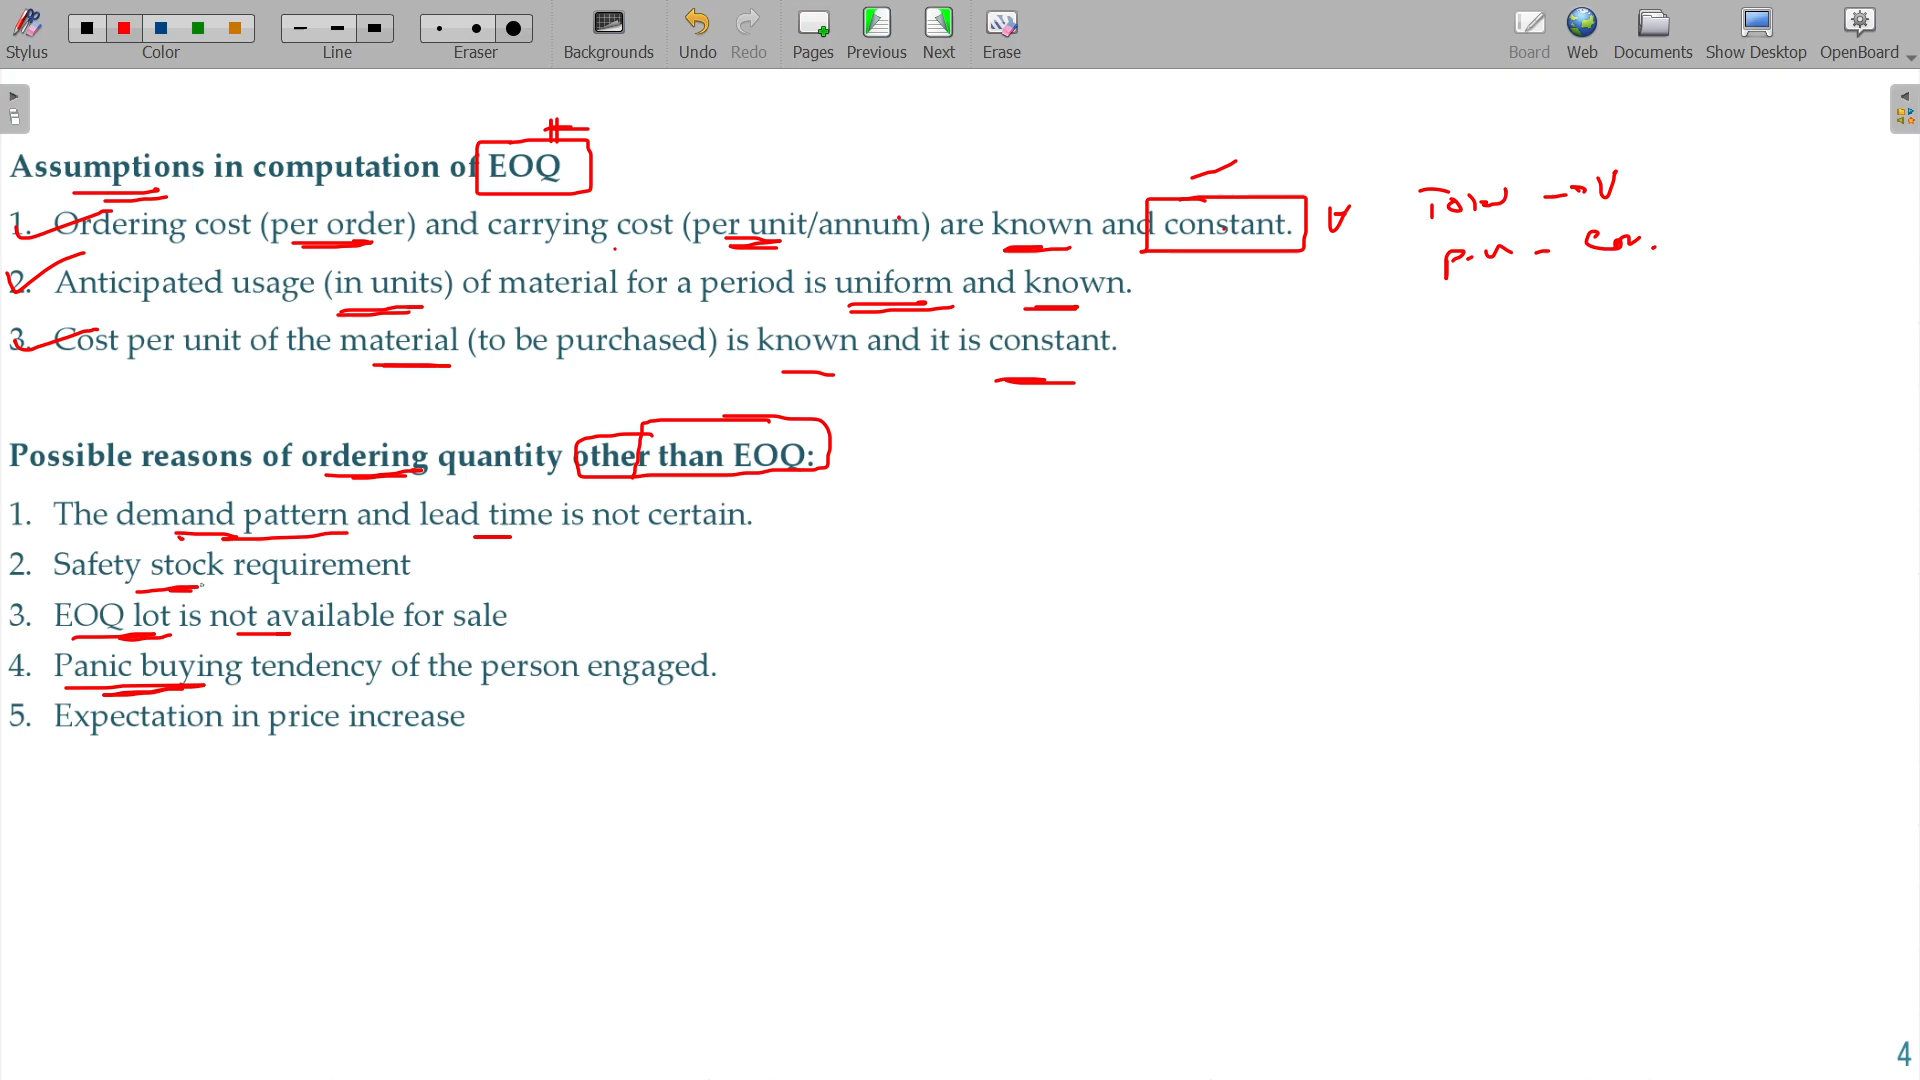 Stylus Color Line Eraser Backgrounds Undo Redo Pages Previous Next Erase Board Web Documents Show Desktop OpenBoard
Assumptions in computation of EOQ
1. Ordering cost (per order) and carrying cost (per unit/annum) are known and constant.
Total → V
p.u - Con.
2. Anticipated usage (in units) of material for a period is uniform and known.
3. Cost per unit of the material (to be purchased) is known and it is constant.
Possible reasons of ordering quantity other than EOQ:
1. The demand pattern and lead time is not certain.
2. Safety stock requirement
3. EOQ lot is not available for sale
4. Panic buying tendency of the person engaged.
5. Expectation in price increase
4